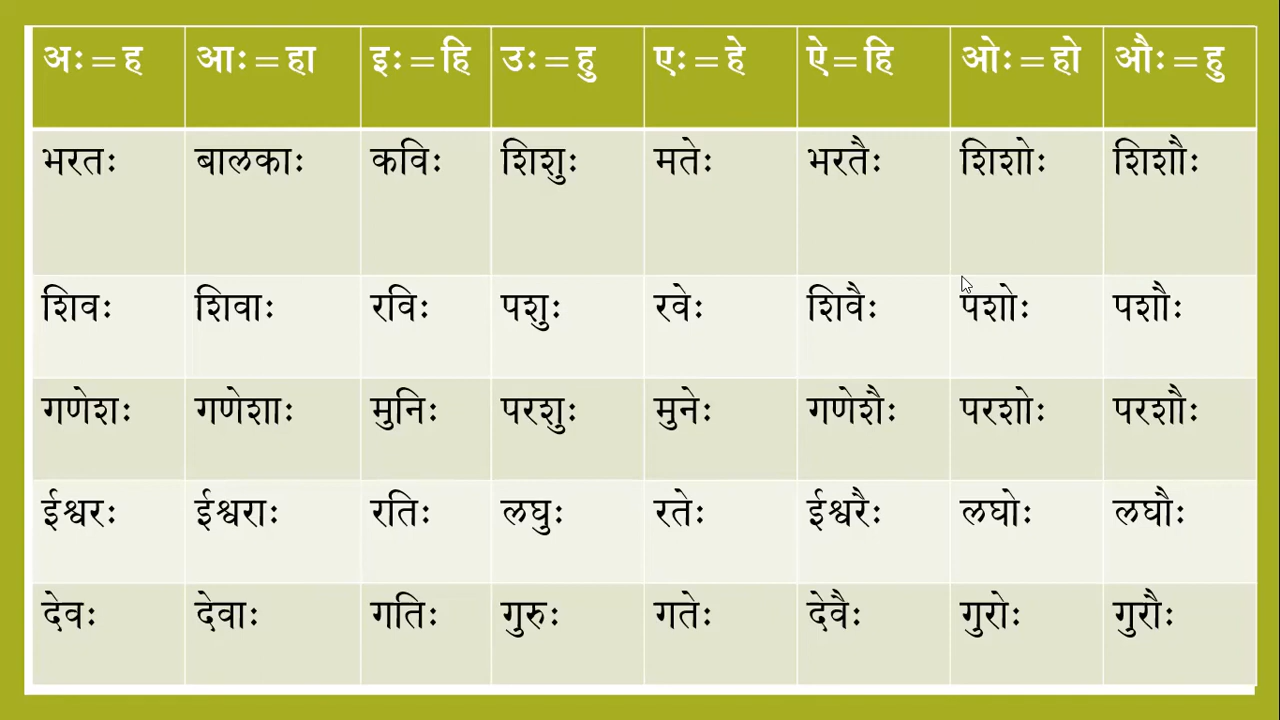 अः = ह आः = हा इः = हि उः = हु एः = हे ऐ = हि ओः = हो औः = हु
भरतः बालकाः कविः शिशुः मतेः भरतैः शिशोः शिशौः
शिवः शिवाः रविः पशुः रवेः शिवैः पशोः पशौः
गणेशः गणेशाः मुनिः परशुः मुनेः गणेशैः परशोः परशौः
ईश्वरः ईश्वराः रतिः लघुः रतेः ईश्वरैः लघोः लघौः
देवः देवाः गतिः गुरुः गतेः देवैः गुरोः गुरौः